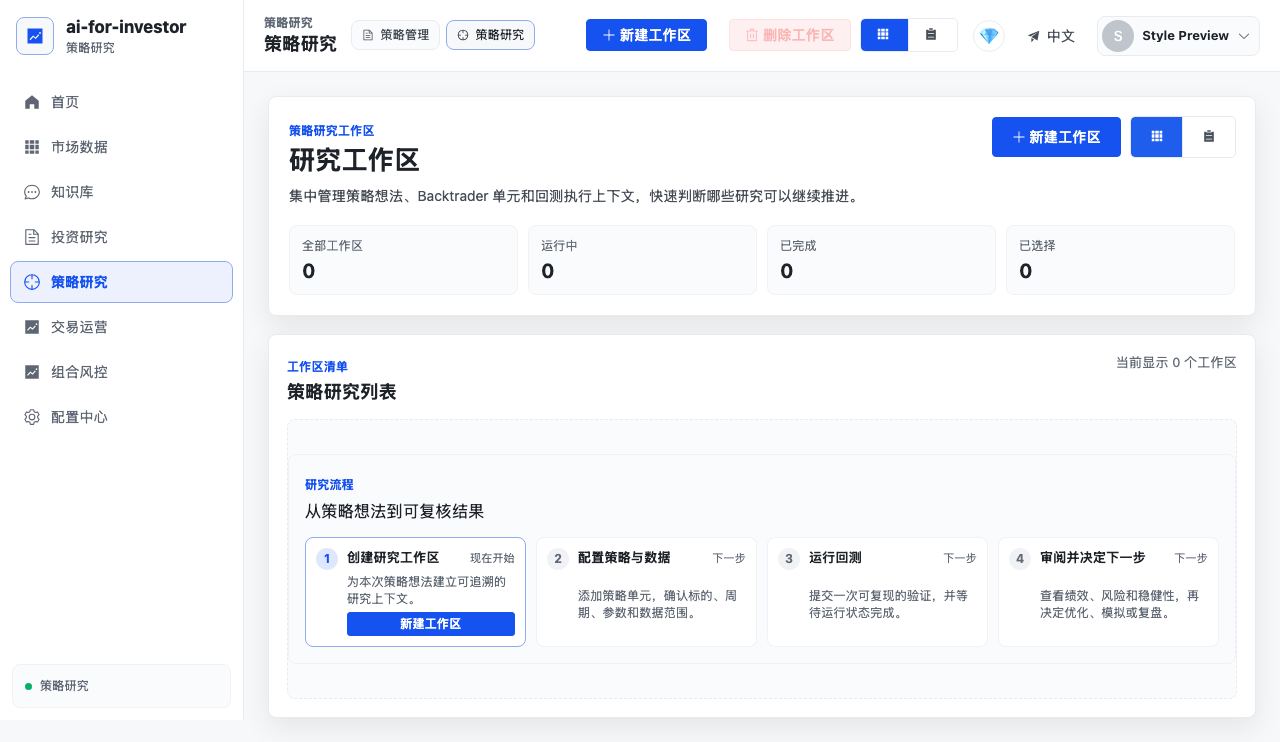 ai-for-investor
策略研究
首页
市场数据
知识库
投资研究
策略研究
交易运营
组合风控
配置中心
策略研究
策略研究
策略研究
策略管理
策略研究
新建工作区
删除工作区
中文
S
Style Preview
策略研究工作区
研究工作区
集中管理策略想法、Backtrader 单元和回测执行上下文，快速判断哪些研究可以继续推进。
新建工作区
全部工作区
0
运行中
0
已完成
0
已选择
0
工作区清单
策略研究列表
当前显示 0 个工作区
研究流程
从策略想法到可复核结果
1
创建研究工作区
现在开始
为本次策略想法建立可追溯的
研究上下文。
新建工作区
2
配置策略与数据
下一步
添加策略单元，确认标的、周
期、参数和数据范围。
3
运行回测
下一步
提交一次可复现的验证，并等
待运行状态完成。
4
审阅并决定下一步
下一步
查看绩效、风险和稳健性，再
决定优化、模拟或复盘。